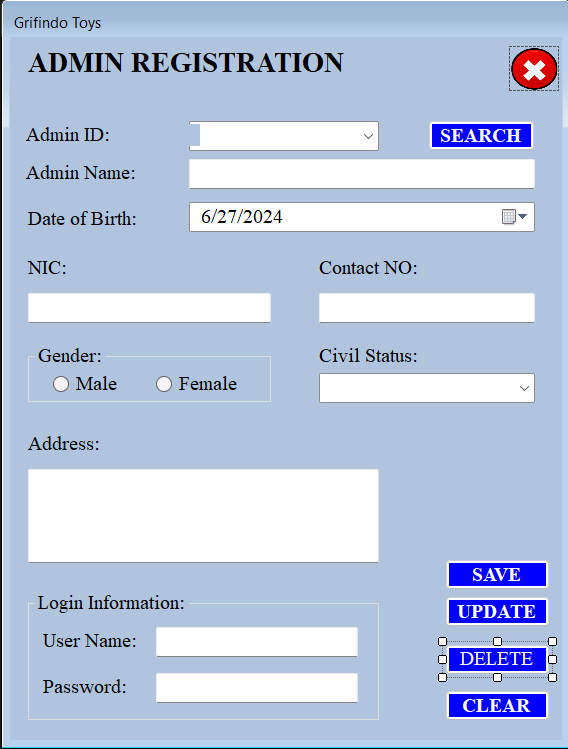 Grifindo Toys
ADMIN REGISTRATION
Admin ID:
SEARCH
Admin Name:
Date of Birth:
6/27/2024
NIC:
Contact NO:
Gender:
Male
Female
Civil Status:
Address:
SAVE
Login Information:
UPDATE
User Name:
DELETE
Password:
CLEAR